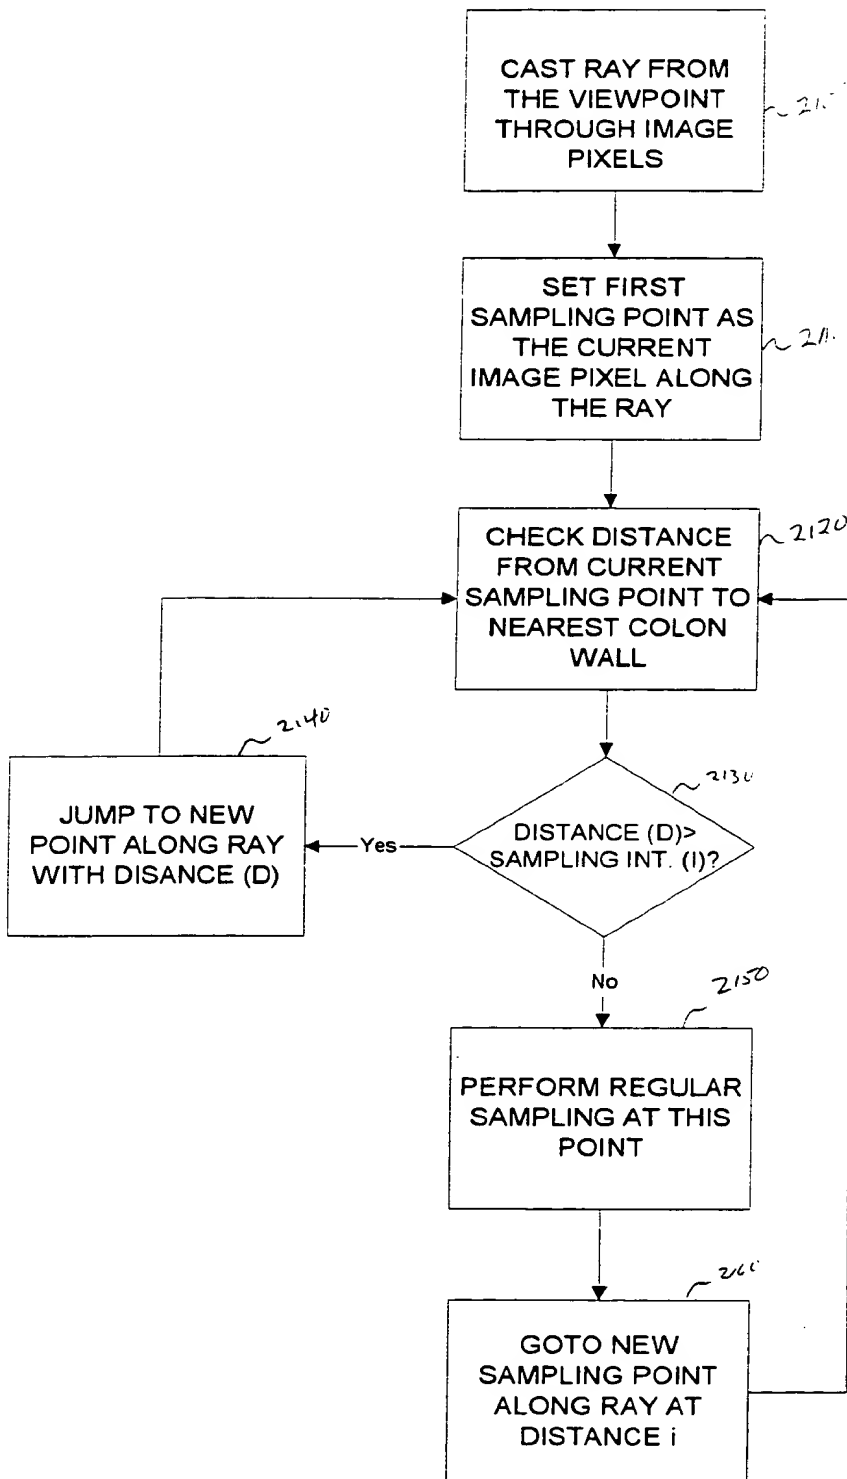 CAST RAY FROM
THE VIEWPOINT
THROUGH IMAGE
PIXELS
SET FIRST
SAMPLING POINT AS
THE CURRENT
IMAGE PIXEL ALONG
THE RAY
CHECK DISTANCE
FROM CURRENT
SAMPLING POINT TO
NEAREST COLON
WALL
2120
2140
JUMP TO NEW
POINT ALONG RAY
WITH DISANCE (D)
Yes
2130
DISTANCE (D)>
SAMPLING INT. (I)?
No
2150
PERFORM REGULAR
SAMPLING AT THIS
POINT
GOTO NEW
SAMPLING POINT
ALONG RAY AT
DISTANCE i